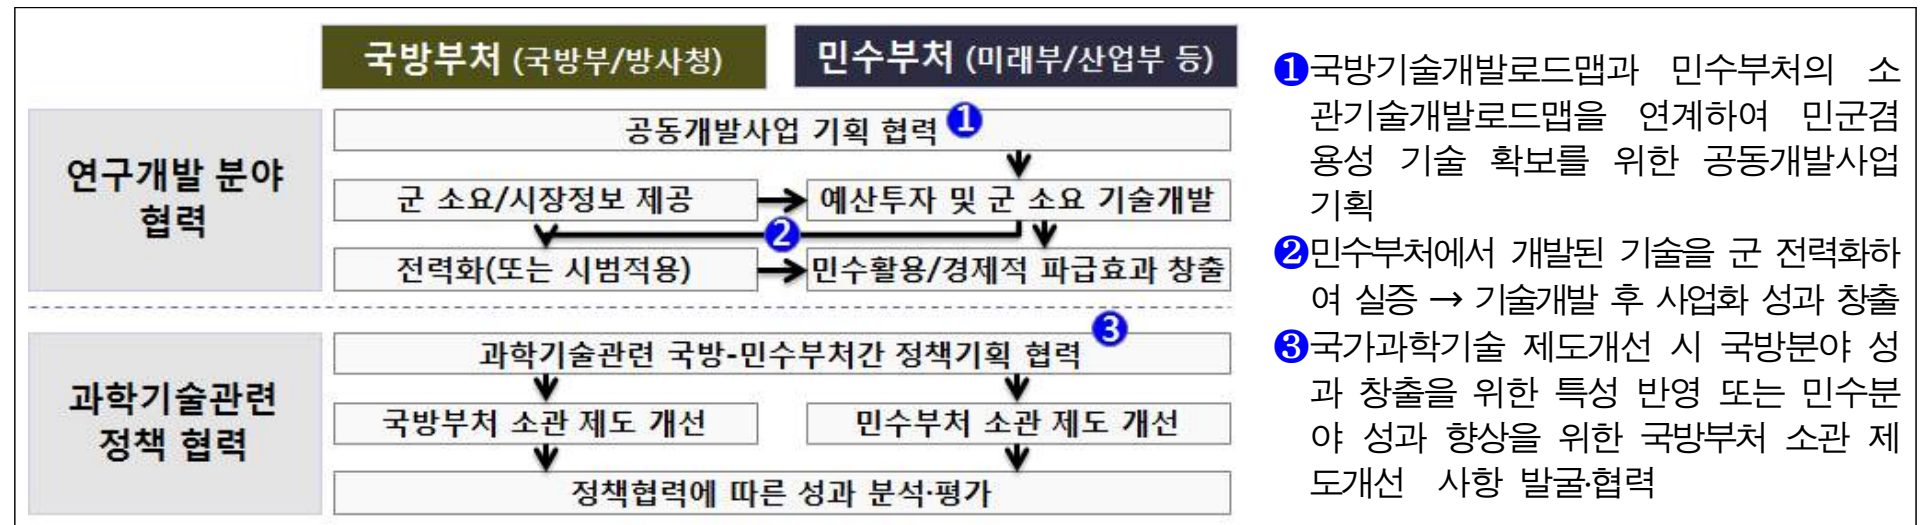 국방부처 (국방부/방사청)
민수부처 (미래부/산업부 등)
연구개발 분야
협력
공동개발사업 기획 협력 ❶
군 소요/시장정보 제공
예산투자 및 군 소요 기술개발
❷
전력화(또는 시범적용)
민수활용/경제적 파급효과 창출
과학기술관련
정책 협력
과학기술관련 국방-민수부처간 정책기획 협력 ❸
국방부처 소관 제도 개선
민수부처 소관 제도 개선
정책협력에 따른 성과 분석·평가
❶국방기술개발로드맵과 민수부처의 소
관기술개발로드맵을 연계하여 민군겸
용성 기술 확보를 위한 공동개발사업
기획
❷민수부처에서 개발된 기술을 군 전력화하
여 실증 → 기술개발 후 사업화 성과 창출
❸국가과학기술 제도개선 시 국방분야 성
과 창출을 위한 특성 반영 또는 민수분
야 성과 향상을 위한 국방부처 소관 제
도개선 사항 발굴·협력